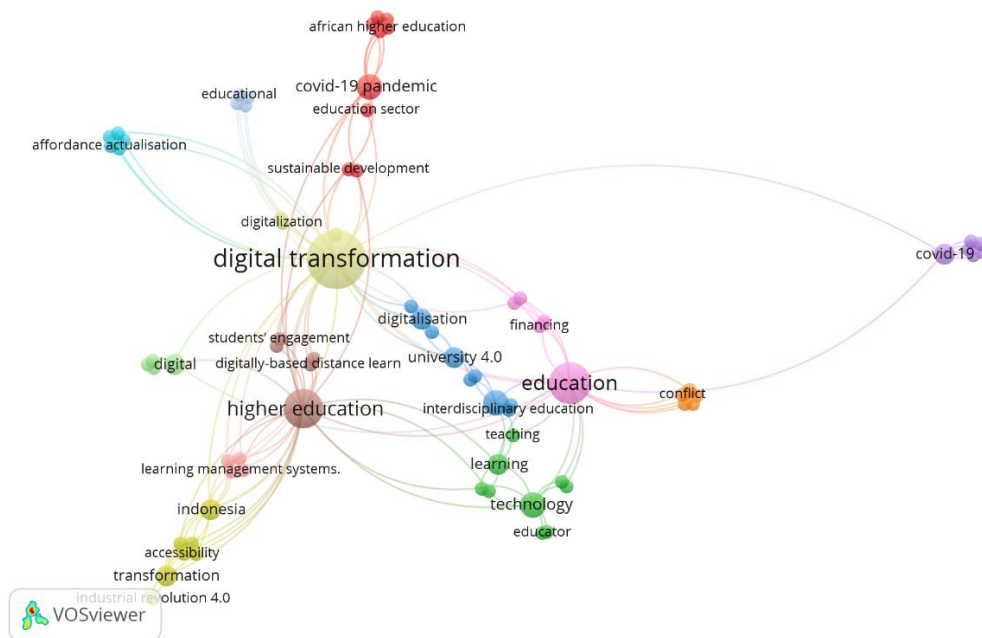 african higher education
covid-19 pandemic
educational
education sector
affordance actualisation
sustainable development
digitalization
covid-19
digital transformation
digitalisation
financing
students' engagement
university 4.0
digital
digitally-based distance learn
education
conflict
higher education
interdisciplinary education
teaching
learning
learning management systems.
technology
indonesia
educator
accessibility
transformation
industrial revolution 4.0
VOSviewer